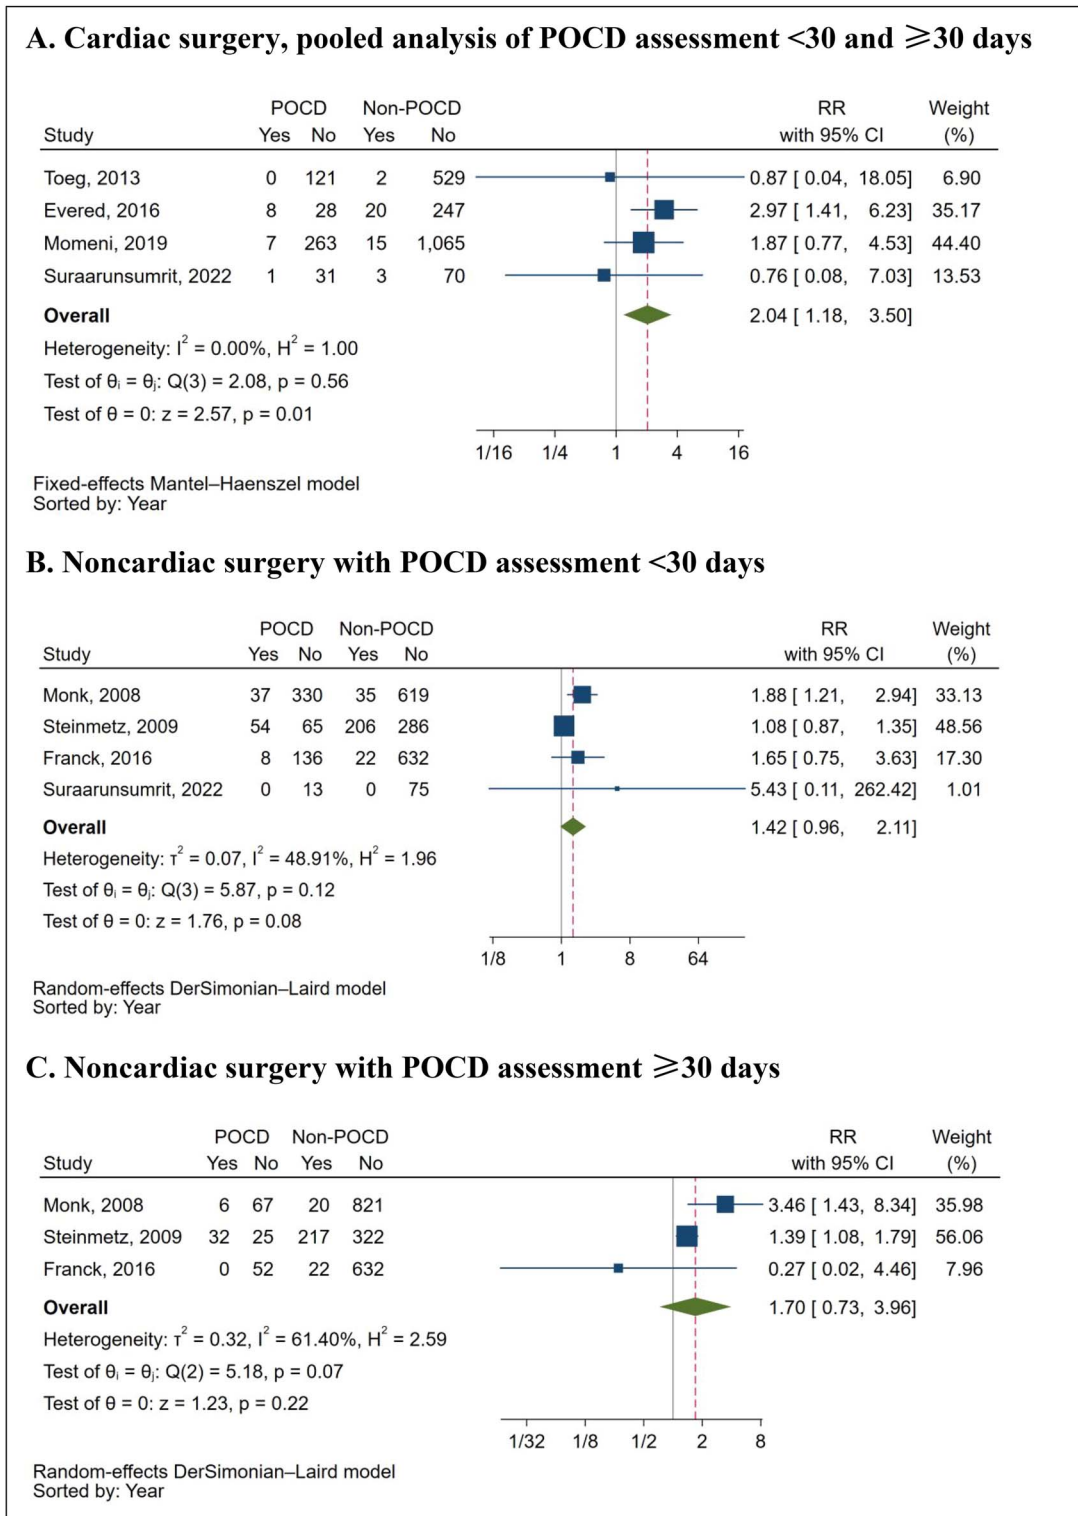 A. Cardiac surgery, pooled analysis of POCD assessment <30 and ⩾30 days
POCD Non-POCD RR Weight
Study Yes No Yes No with 95% CI (%)
Toeg, 2013 0 121 2 529 0.87 [ 0.04, 18.05] 6.90
Evered, 2016 8 28 20 247 2.97 [ 1.41, 6.23] 35.17
Momeni, 2019 7 263 15 1,065 1.87 [ 0.77, 4.53] 44.40
Suraarunsumrit, 2022 1 31 3 70 0.76 [ 0.08, 7.03] 13.53
Overall 2.04 [ 1.18, 3.50]
Heterogeneity: I² = 0.00%, H² = 1.00
Test of θᵢ = θⱼ: Q(3) = 2.08, p = 0.56
Test of θ = 0: z = 2.57, p = 0.01
1/16 1/4 1 4 16
Fixed-effects Mantel–Haenszel model
Sorted by: Year
B. Noncardiac surgery with POCD assessment <30 days
POCD Non-POCD RR Weight
Study Yes No Yes No with 95% CI (%)
Monk, 2008 37 330 35 619 1.88 [ 1.21, 2.94] 33.13
Steinmetz, 2009 54 65 206 286 1.08 [ 0.87, 1.35] 48.56
Franck, 2016 8 136 22 632 1.65 [ 0.75, 3.63] 17.30
Suraarunsumrit, 2022 0 13 0 75 5.43 [ 0.11, 262.42] 1.01
Overall 1.42 [ 0.96, 2.11]
Heterogeneity: τ² = 0.07, I² = 48.91%, H² = 1.96
Test of θᵢ = θⱼ: Q(3) = 5.87, p = 0.12
Test of θ = 0: z = 1.76, p = 0.08
1/8 1 8 64
Random-effects DerSimonian–Laird model
Sorted by: Year
C. Noncardiac surgery with POCD assessment ⩾30 days
POCD Non-POCD RR Weight
Study Yes No Yes No with 95% CI (%)
Monk, 2008 6 67 20 821 3.46 [ 1.43, 8.34] 35.98
Steinmetz, 2009 32 25 217 322 1.39 [ 1.08, 1.79] 56.06
Franck, 2016 0 52 22 632 0.27 [ 0.02, 4.46] 7.96
Overall 1.70 [ 0.73, 3.96]
Heterogeneity: τ² = 0.32, I² = 61.40%, H² = 2.59
Test of θᵢ = θⱼ: Q(2) = 5.18, p = 0.07
Test of θ = 0: z = 1.23, p = 0.22
1/32 1/8 1/2 2 8
Random-effects DerSimonian–Laird model
Sorted by: Year